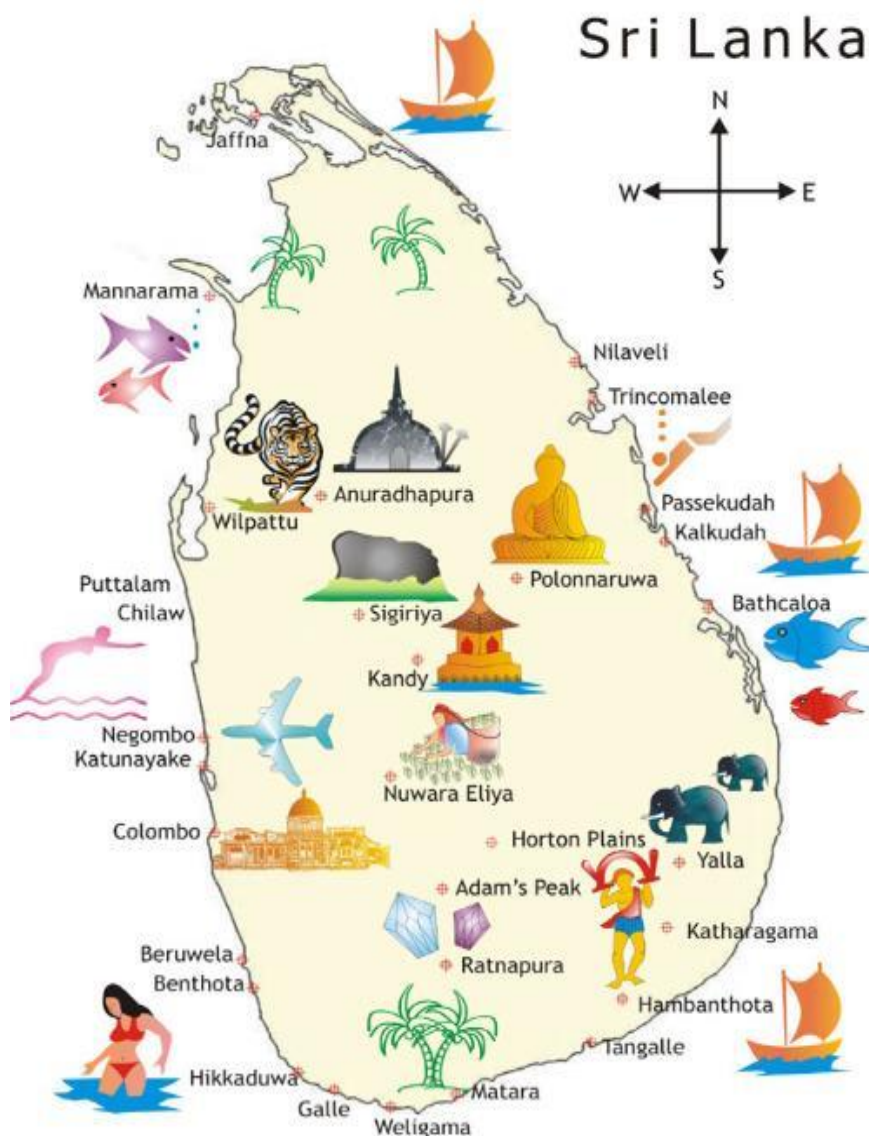 Sri Lanka
N
W E
S
Jaffna
Mannarama
Nilaveli
Trincomalee
Anuradhapura
Wilpattu
Passekudah
Kalkudah
Polonnaruwa
Puttalam
Chilaw
Sigiriya
Bathcaloa
Kandy
Negombo
Katunayake
Nuwara Eliya
Colombo
Horton Plains
Yalla
Adam's Peak
Katharagama
Beruwela
Ratnapura
Benthota
Hambanthota
Tangalle
Hikkaduwa
Matara
Galle
Weligama